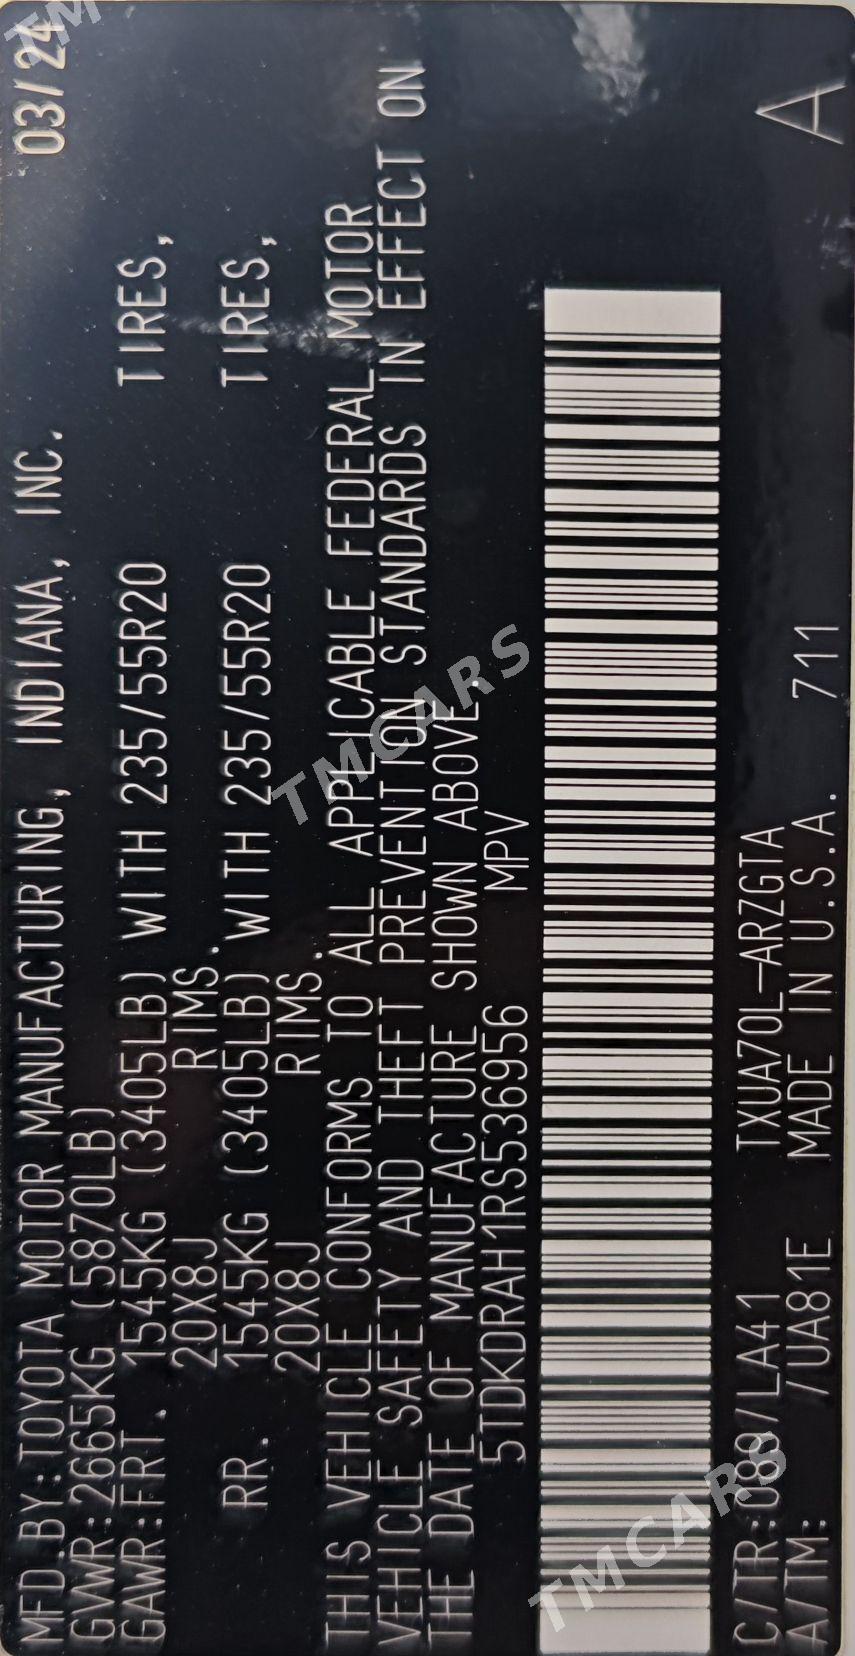 MFD.BY:TOYOTA MOTOR MANUFACTURING, INDIANA, INC. 03/24
GVWR:2665KG (5870LB)
GAWR:FRT. 1545KG (3405LB) WITH 235/55R20 TIRES,
20X8J RIMS.
RR. 1545KG (3405LB) WITH 235/55R20 TIRES,
20X8J RIMS.
THIS VEHICLE CONFORMS TO ALL APPLICABLE FEDERAL MOTOR
VEHICLE SAFETY AND THEFT PREVENTION STANDARDS IN EFFECT ON
THE DATE OF MANUFACTURE SHOWN ABOVE.
5TDKDRAH1RS536956 MPV
C/TR:089/LA41 TXUA70L-ARZGTA
A/TM: /UA81E MADE IN U.S.A. 711 A
TMCARS
TMCARS